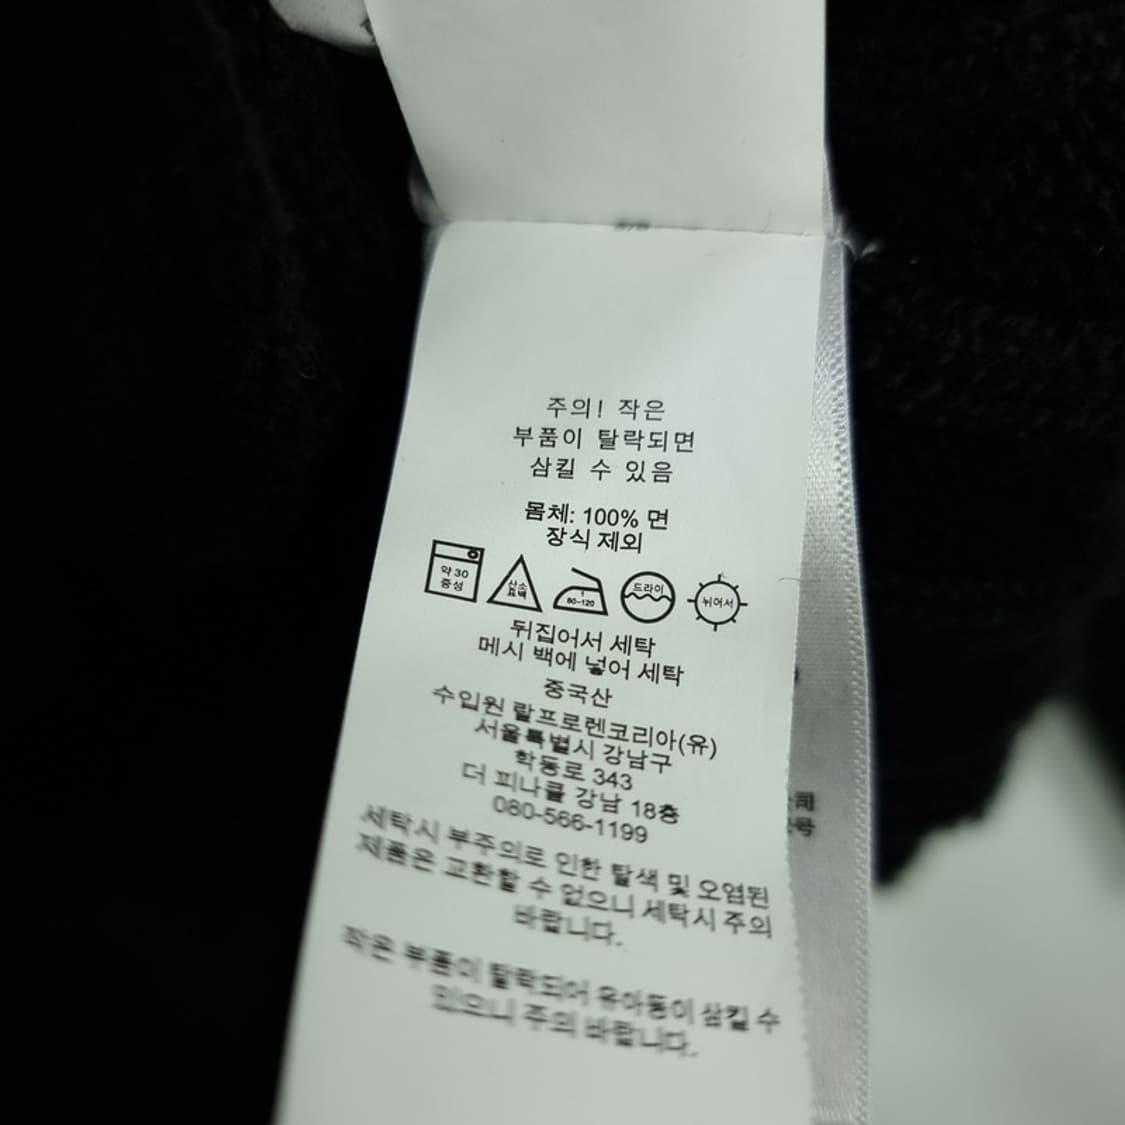 주의! 작은
부품이 탈락되면
삼킬 수 있음
몸체: 100% 면
장식 제외
약 30
중성
산소
표백
80~120
드라이
뉘어서
뒤집어서 세탁
메시 백에 넣어 세탁
중국산
수입원 랄프로렌코리아(유)
서울특별시 강남구
학동로 343
더 피나클 강남 18층
080-566-1199
세탁시 부주의로 인한 탈색 및 오염된
제품은 교환할 수 없으니 세탁시 주의
바랍니다.
작은 부품이 탈락되어 유아동이 삼킬 수
있으니 주의 바랍니다.
司
号